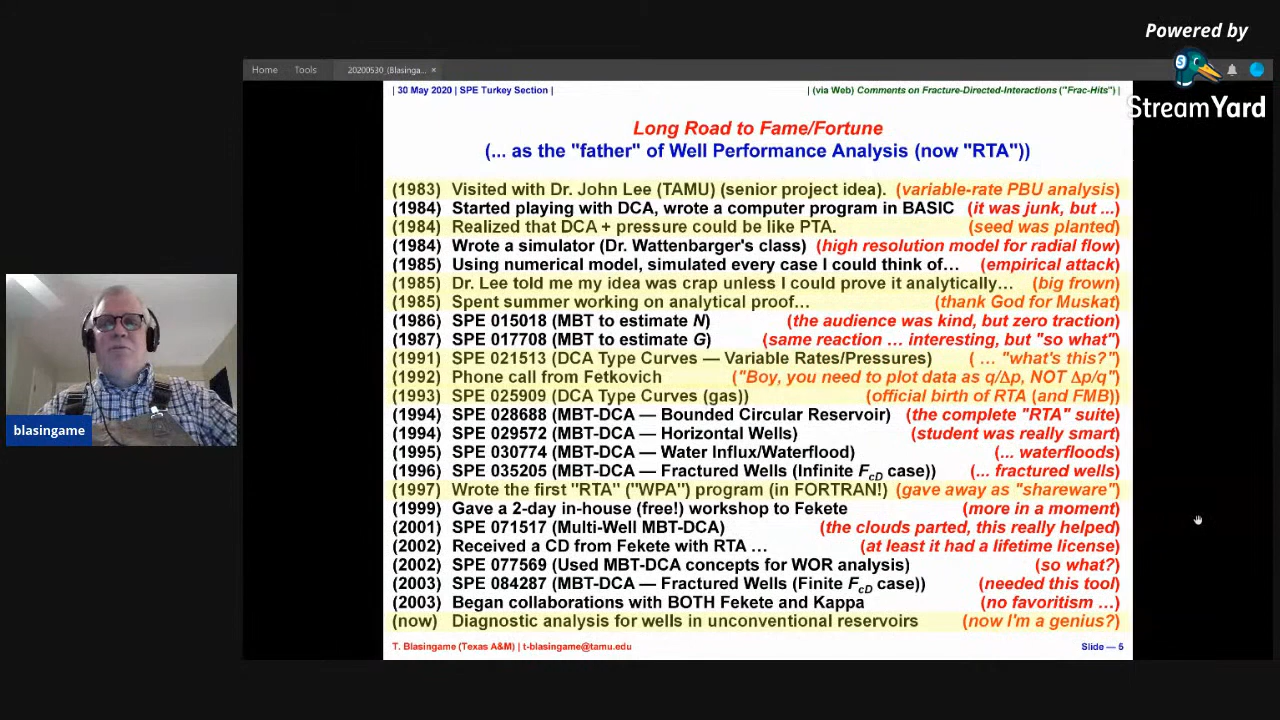 Powered by
StreamYard
Home Tools 20200530_(Blasinga... ×
| 30 May 2020 | SPE Turkey Section |
| (via Web) Comments on Fracture-Directed-Interactions ("Frac-Hits") |
Long Road to Fame/Fortune
(... as the "father" of Well Performance Analysis (now "RTA"))
(1983) Visited with Dr. John Lee (TAMU) (senior project idea). (variable-rate PBU analysis)
(1984) Started playing with DCA, wrote a computer program in BASIC (it was junk, but ...)
(1984) Realized that DCA + pressure could be like PTA. (seed was planted)
(1984) Wrote a simulator (Dr. Wattenbarger's class) (high resolution model for radial flow)
(1985) Using numerical model, simulated every case I could think of… (empirical attack)
(1985) Dr. Lee told me my idea was crap unless I could prove it analytically… (big frown)
(1985) Spent summer working on analytical proof… (thank God for Muskat)
(1986) SPE 015018 (MBT to estimate N) (the audience was kind, but zero traction)
(1987) SPE 017708 (MBT to estimate G) (same reaction … interesting, but "so what")
(1991) SPE 021513 (DCA Type Curves — Variable Rates/Pressures) ( … "what's this?")
(1992) Phone call from Fetkovich ("Boy, you need to plot data as q/Δp, NOT Δp/q")
(1993) SPE 025909 (DCA Type Curves (gas)) (official birth of RTA (and FMB))
(1994) SPE 028688 (MBT-DCA — Bounded Circular Reservoir) (the complete "RTA" suite)
(1994) SPE 029572 (MBT-DCA — Horizontal Wells) (student was really smart)
(1995) SPE 030774 (MBT-DCA — Water Influx/Waterflood) (... waterfloods)
(1996) SPE 035205 (MBT-DCA — Fractured Wells (Infinite FcD case)) (... fractured wells)
(1997) Wrote the first "RTA" ("WPA") program (in FORTRAN!) (gave away as "shareware")
(1999) Gave a 2-day in-house (free!) workshop to Fekete (more in a moment)
(2001) SPE 071517 (Multi-Well MBT-DCA) (the clouds parted, this really helped)
(2002) Received a CD from Fekete with RTA … (at least it had a lifetime license)
(2002) SPE 077569 (Used MBT-DCA concepts for WOR analysis) (so what?)
(2003) SPE 084287 (MBT-DCA — Fractured Wells (Finite FcD case)) (needed this tool)
(2003) Began collaborations with BOTH Fekete and Kappa (no favoritism …)
(now) Diagnostic analysis for wells in unconventional reservoirs (now I'm a genius?)
T. Blasingame (Texas A&M) | t-blasingame@tamu.edu
Slide — 5
blasingame